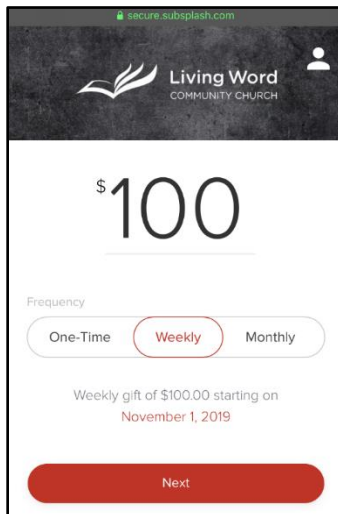 secure.subsplash.com
Living Word
COMMUNITY CHURCH
$100
Frequency
One-Time Weekly Monthly
Weekly gift of $100.00 starting on
November 1, 2019
Next